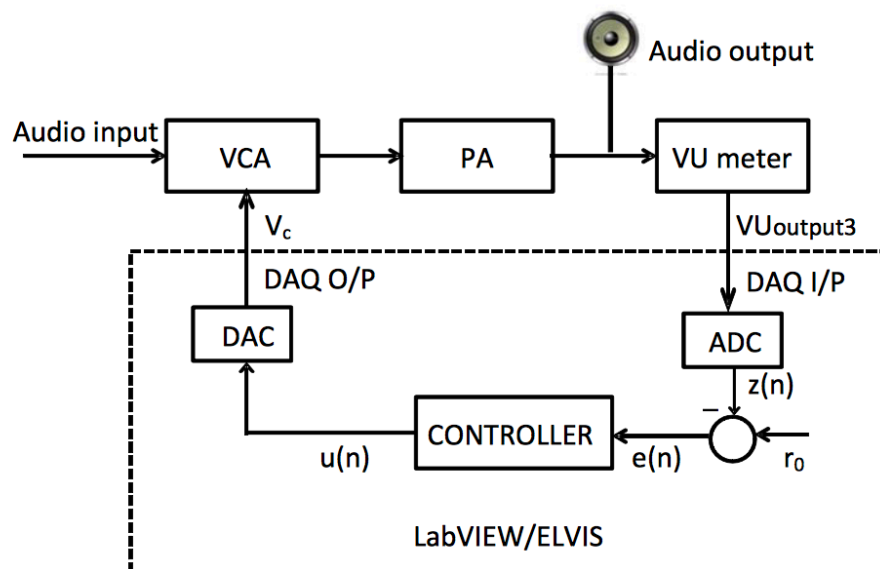 Audio output
Audio input
VCA
PA
VU meter
Vc
VUoutput3
DAQ O/P
DAQ I/P
DAC
ADC
z(n)
–
CONTROLLER
u(n)
e(n)
r0
LabVIEW/ELVIS